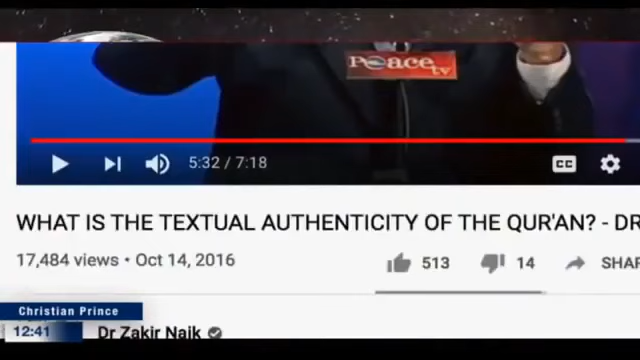 Peace tv
5:32 / 7:18
CC
WHAT IS THE TEXTUAL AUTHENTICITY OF THE QUR'AN? - DR
17,484 views • Oct 14, 2016
513
14
SHAR
Christian Prince
12:41
Dr Zakir Naik